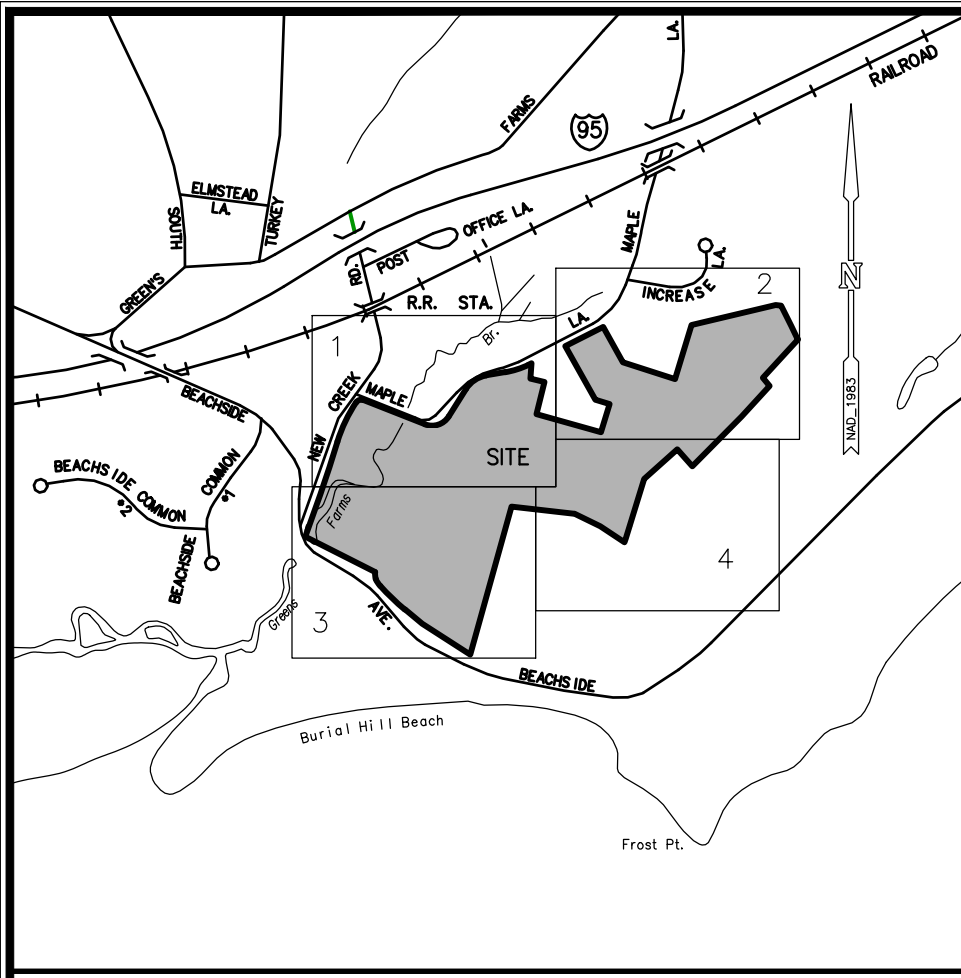 LA.
RAILROAD
FARMS
95
ELMSTEAD
LA.
SOUTH
TURKEY
OFFICE LA.
POST
RD.
MAPLE
LA.
INCREASE
N
GREEN'S
R.R. STA.
2
1
Br.
LA.
NAD_1983
BEACHSIDE
CREEK
MAPLE
NEW
COMMON
#1
SITE
BEACHSIDE COMMON
#2
Farms
BEACHSIDE
4
Greens
3
AVE.
BEACHSIDE
Burial Hill Beach
Frost Pt.